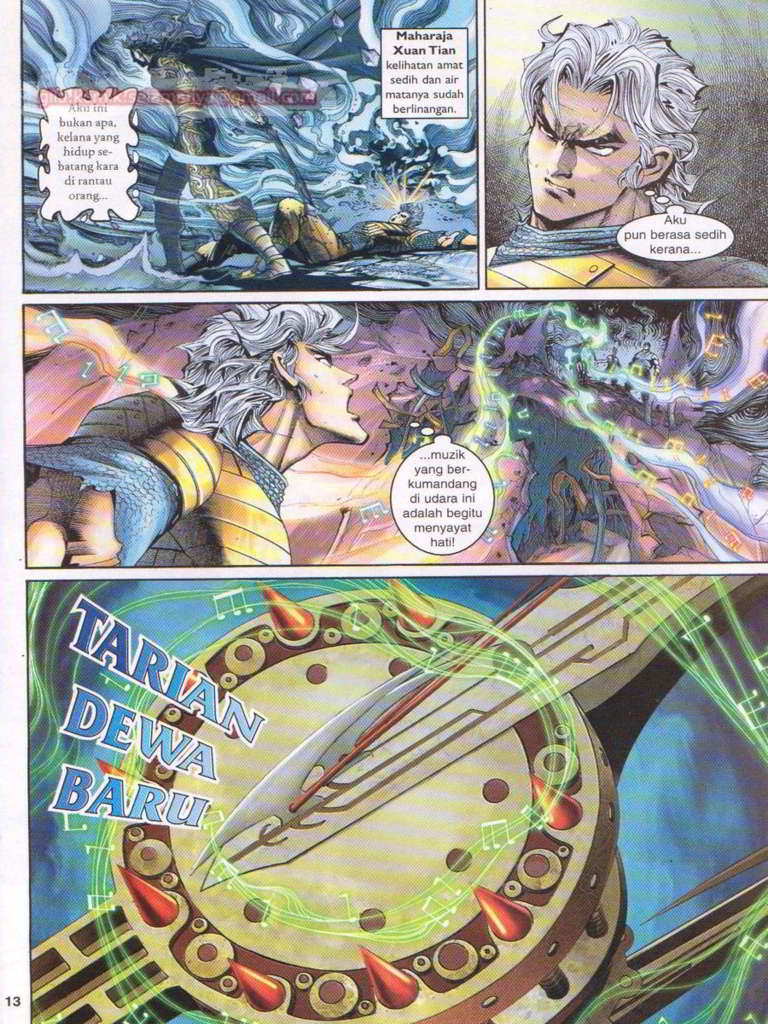 Maharaja
Xuan Tian
kelihatan amat
sedih dan air
matanya sudah
berlinangan.
Aku ini
bukan apa,
kelana yang
hidup se-
batang kara
di rantau
orang...
Aku
pun berasa sedih
kerana...
...muzik
yang ber-
kumandang
di udara ini
adalah begitu
menyayat
hati!
TARIAN
DEWA
BARU
13